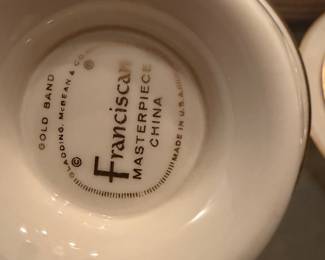 GOLD BAND
© GLADDING, McBEAN & CO. ®
Franciscan
MASTERPIECE
CHINA
MADE IN U.S.A.